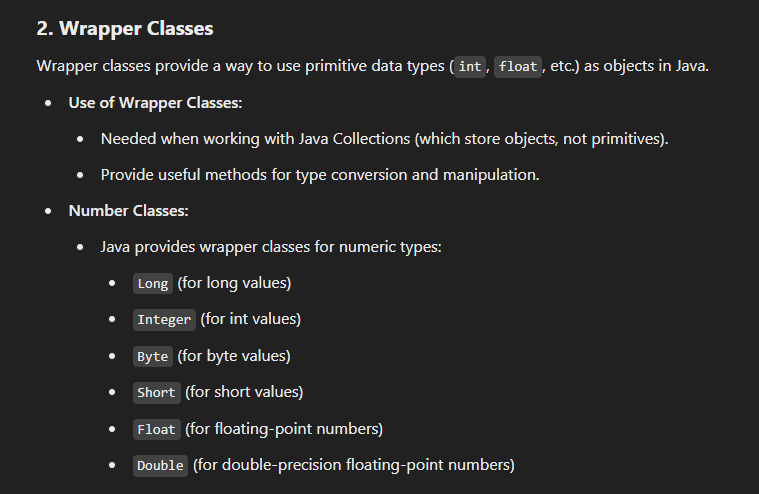 2. Wrapper Classes
Wrapper classes provide a way to use primitive data types (int, float, etc.) as objects in Java.
• Use of Wrapper Classes:
• Needed when working with Java Collections (which store objects, not primitives).
• Provide useful methods for type conversion and manipulation.
• Number Classes:
• Java provides wrapper classes for numeric types:
• Long (for long values)
• Integer (for int values)
• Byte (for byte values)
• Short (for short values)
• Float (for floating-point numbers)
• Double (for double-precision floating-point numbers)